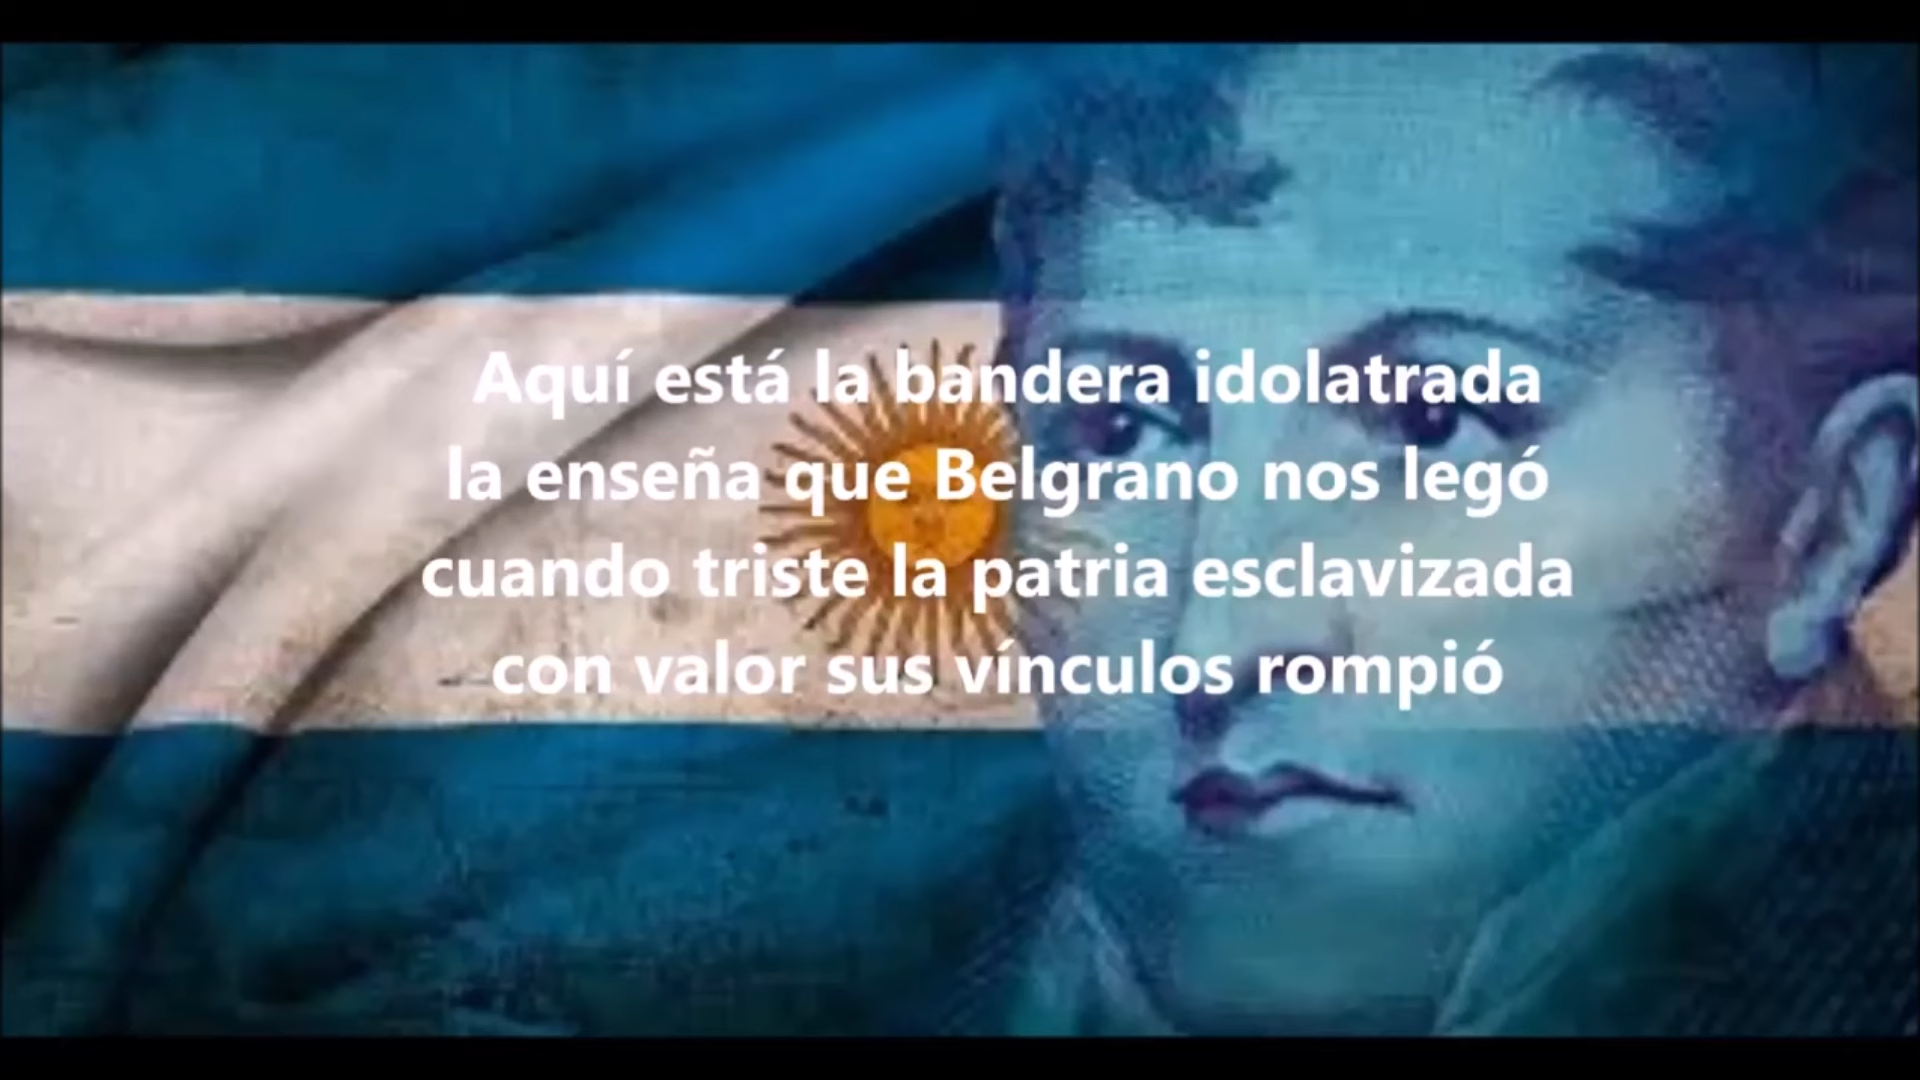 Aquí está la bandera idolatrada
la enseña que Belgrano nos legó
cuando triste la patria esclavizada
con valor sus vínculos rompió